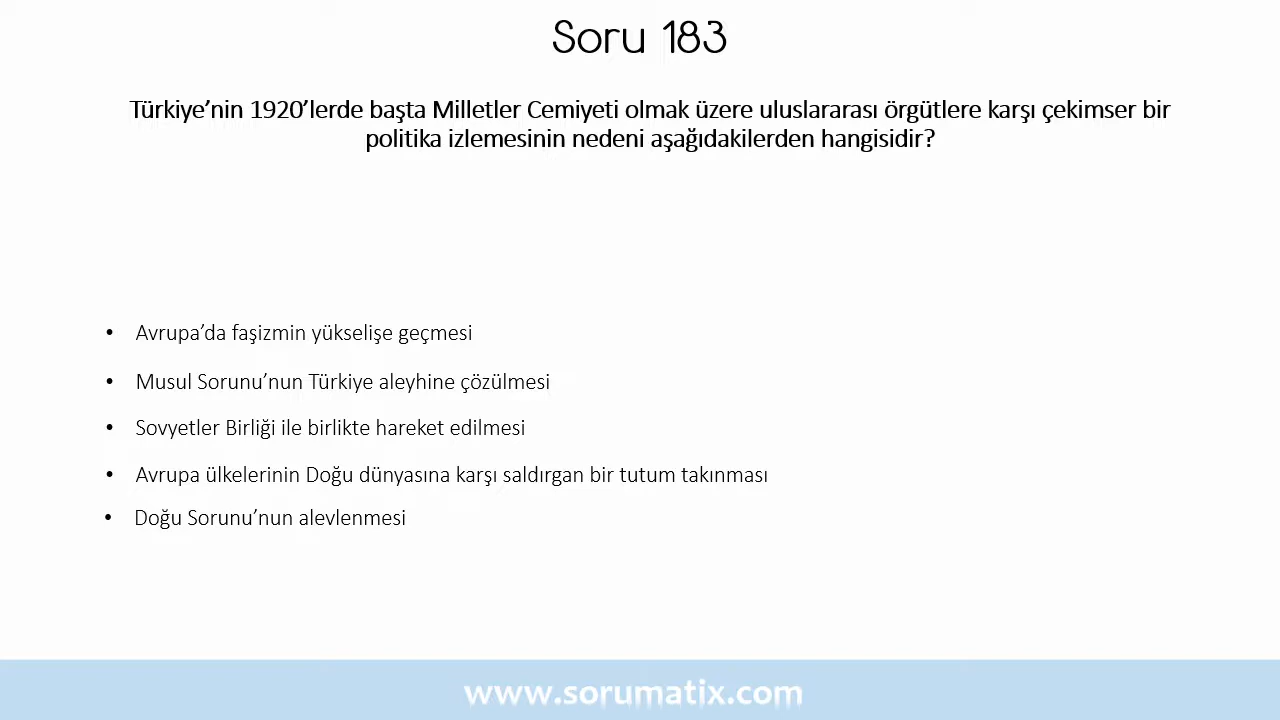 Soru 183
Türkiye’nin 1920’lerde başta Milletler Cemiyeti olmak üzere uluslararası örgütlere karşı çekimser bir
politika izlemesinin nedeni aşağıdakilerden hangisidir?
• Avrupa’da faşizmin yükselişe geçmesi
• Musul Sorunu’nun Türkiye aleyhine çözülmesi
• Sovyetler Birliği ile birlikte hareket edilmesi
• Avrupa ülkelerinin Doğu dünyasına karşı saldırgan bir tutum takınması
• Doğu Sorunu’nun alevlenmesi
www.sorumatix.com